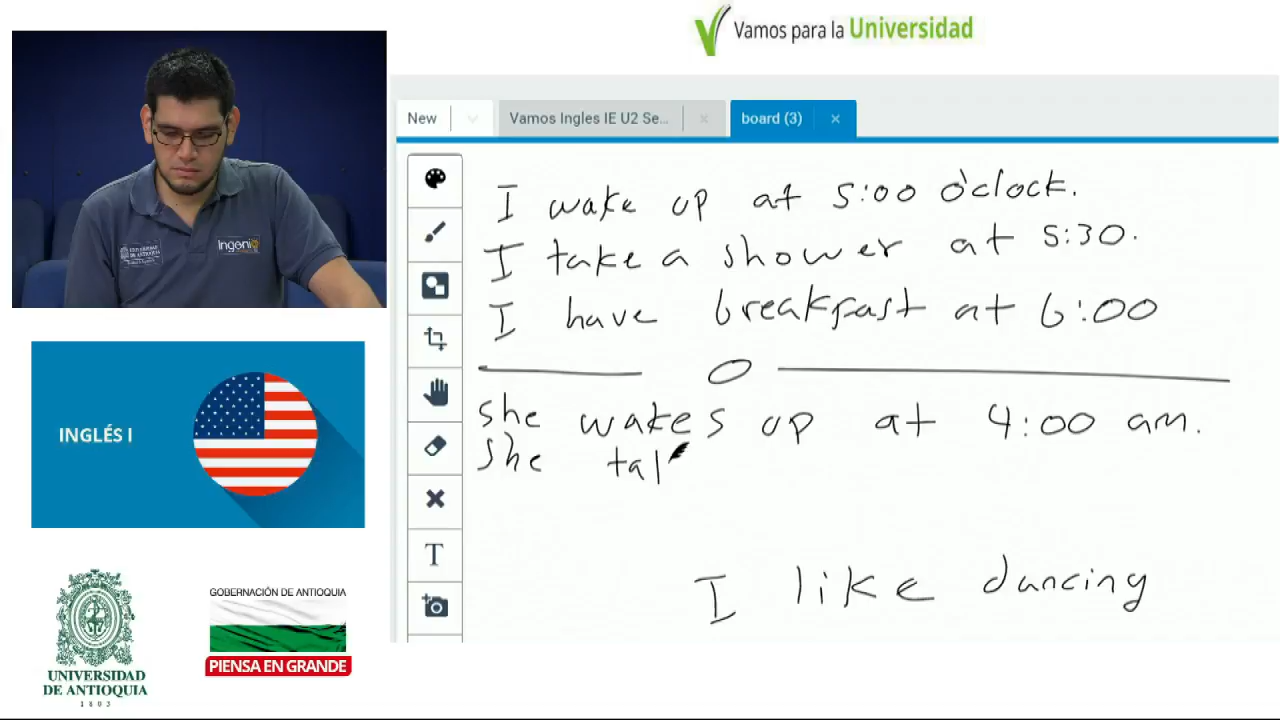 Vamos para la Universidad
New
Vamos Ingles IE U2 Se...
board (3)
I wake up at 5:00 o'clock.
I take a shower at 5:30.
I have breakfast at 6:00
she wakes up at 4:00 am.
She tak
I like dancing
T
ingeni@
INGLÉS I
UNIVERSIDAD
DE ANTIOQUIA
1803
GOBERNACIÓN DE ANTIOQUIA
PIENSA EN GRANDE